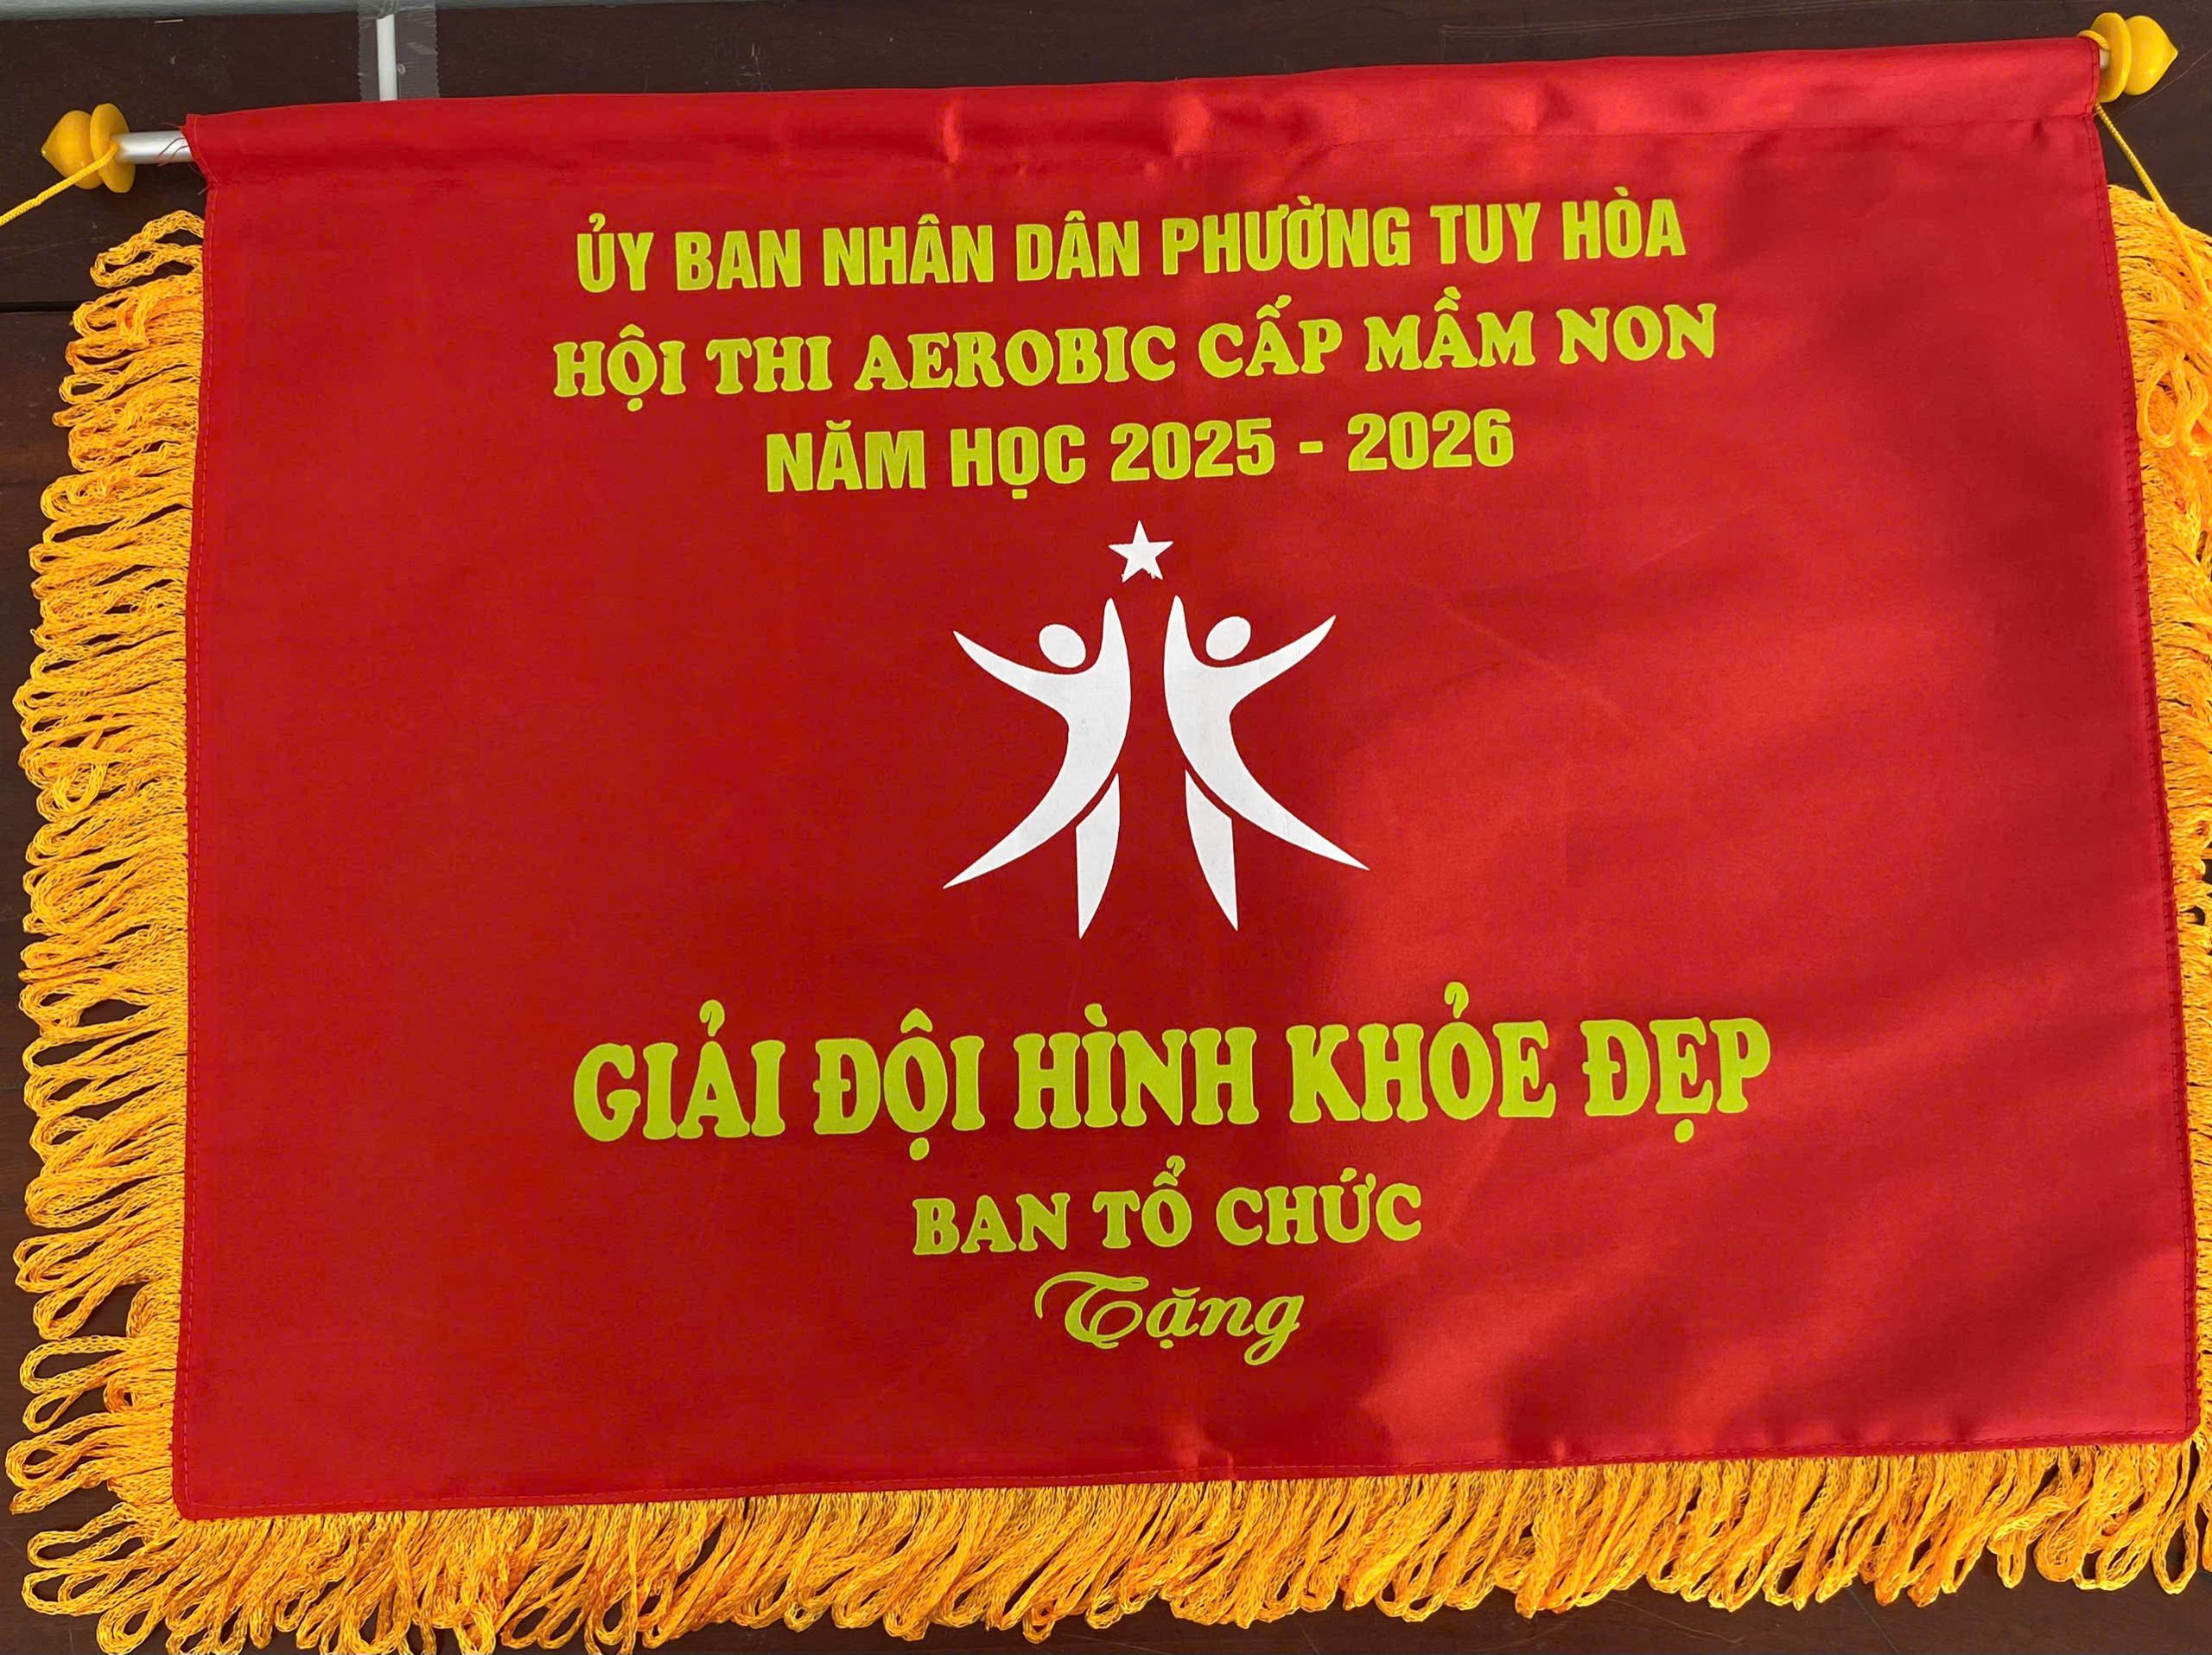 ỦY BAN NHÂN DÂN PHƯỜNG TUY HÒA
HỘI THI AEROBIC CẤP MẦM NON
NĂM HỌC 2025 - 2026
GIẢI ĐỘI HÌNH KHỎE ĐẸP
BAN TỔ CHỨC
Tặng